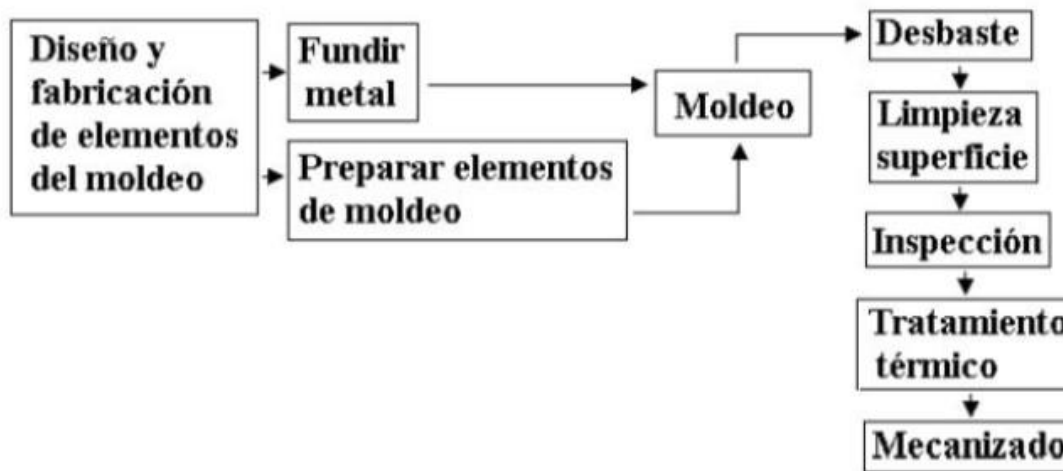 Diseño y
fabricación
de elementos
del moldeo
Fundir
metal
Preparar elementos
de moldeo
Moldeo
Desbaste
Limpieza
superficie
Inspección
Tratamiento
térmico
Mecanizado